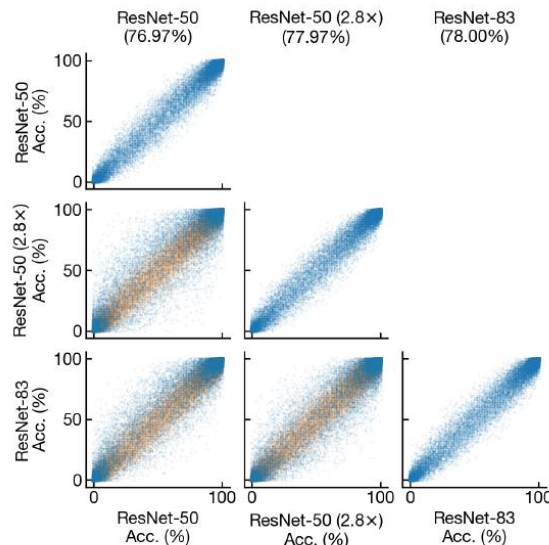 ResNet-50 ResNet-50 (2.8×) ResNet-83
(76.97%) (77.97%) (78.00%)
ResNet-50
Acc. (%)
100
50
0
ResNet-50 (2.8×)
Acc. (%)
100
50
0
ResNet-83
Acc. (%)
100
50
0
0 100 0 100 0 100
ResNet-50 ResNet-50 (2.8×) ResNet-83
Acc. (%) Acc. (%) Acc. (%)